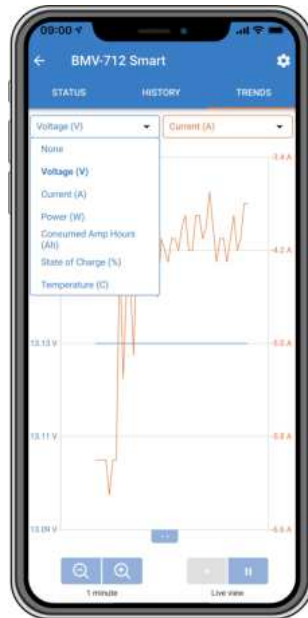 09:00
BMV-712 Smart
STATUS HISTORY TRENDS
Voltage (V) Current (A)
None
Voltage (V)
Current (A)
Power (W)
Consumed Amp Hours
(Ah)
State of Charge (%)
Temperature (C)
-3.4 A
-4.2 A
13.13 V -5.0 A
13.11 V -5.8 A
13.09 V -6.6 A
1 minute Live view